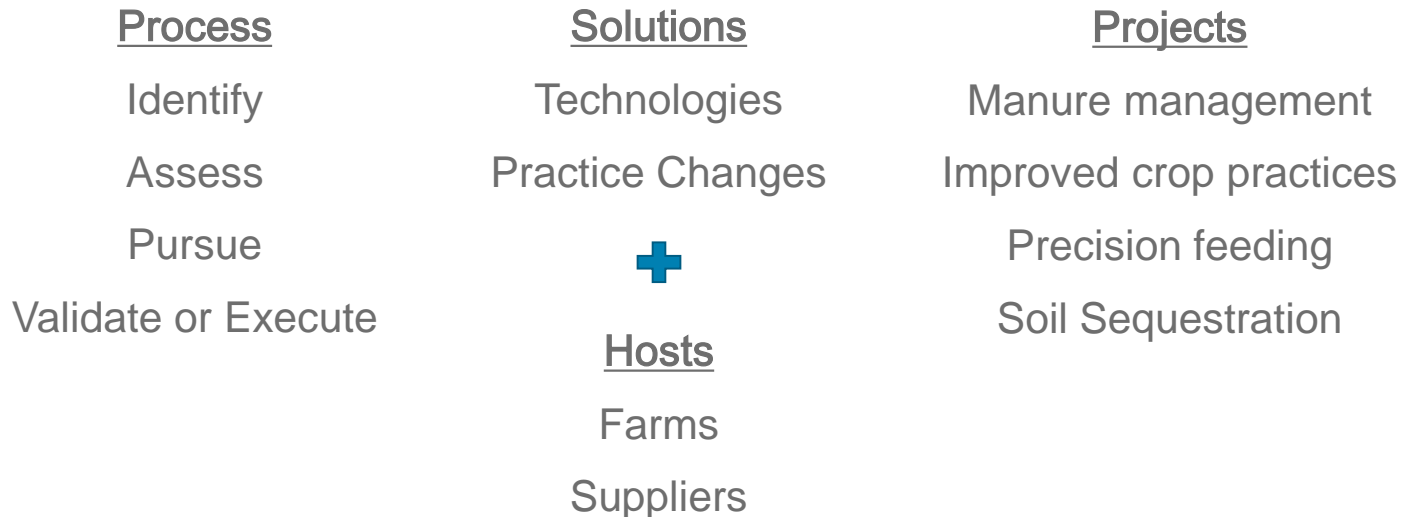 Process
Identify
Assess
Pursue
Validate or Execute
Solutions
Technologies
Practice Changes
Hosts
Farms
Suppliers
Projects
Manure management
Improved crop practices
Precision feeding
Soil Sequestration